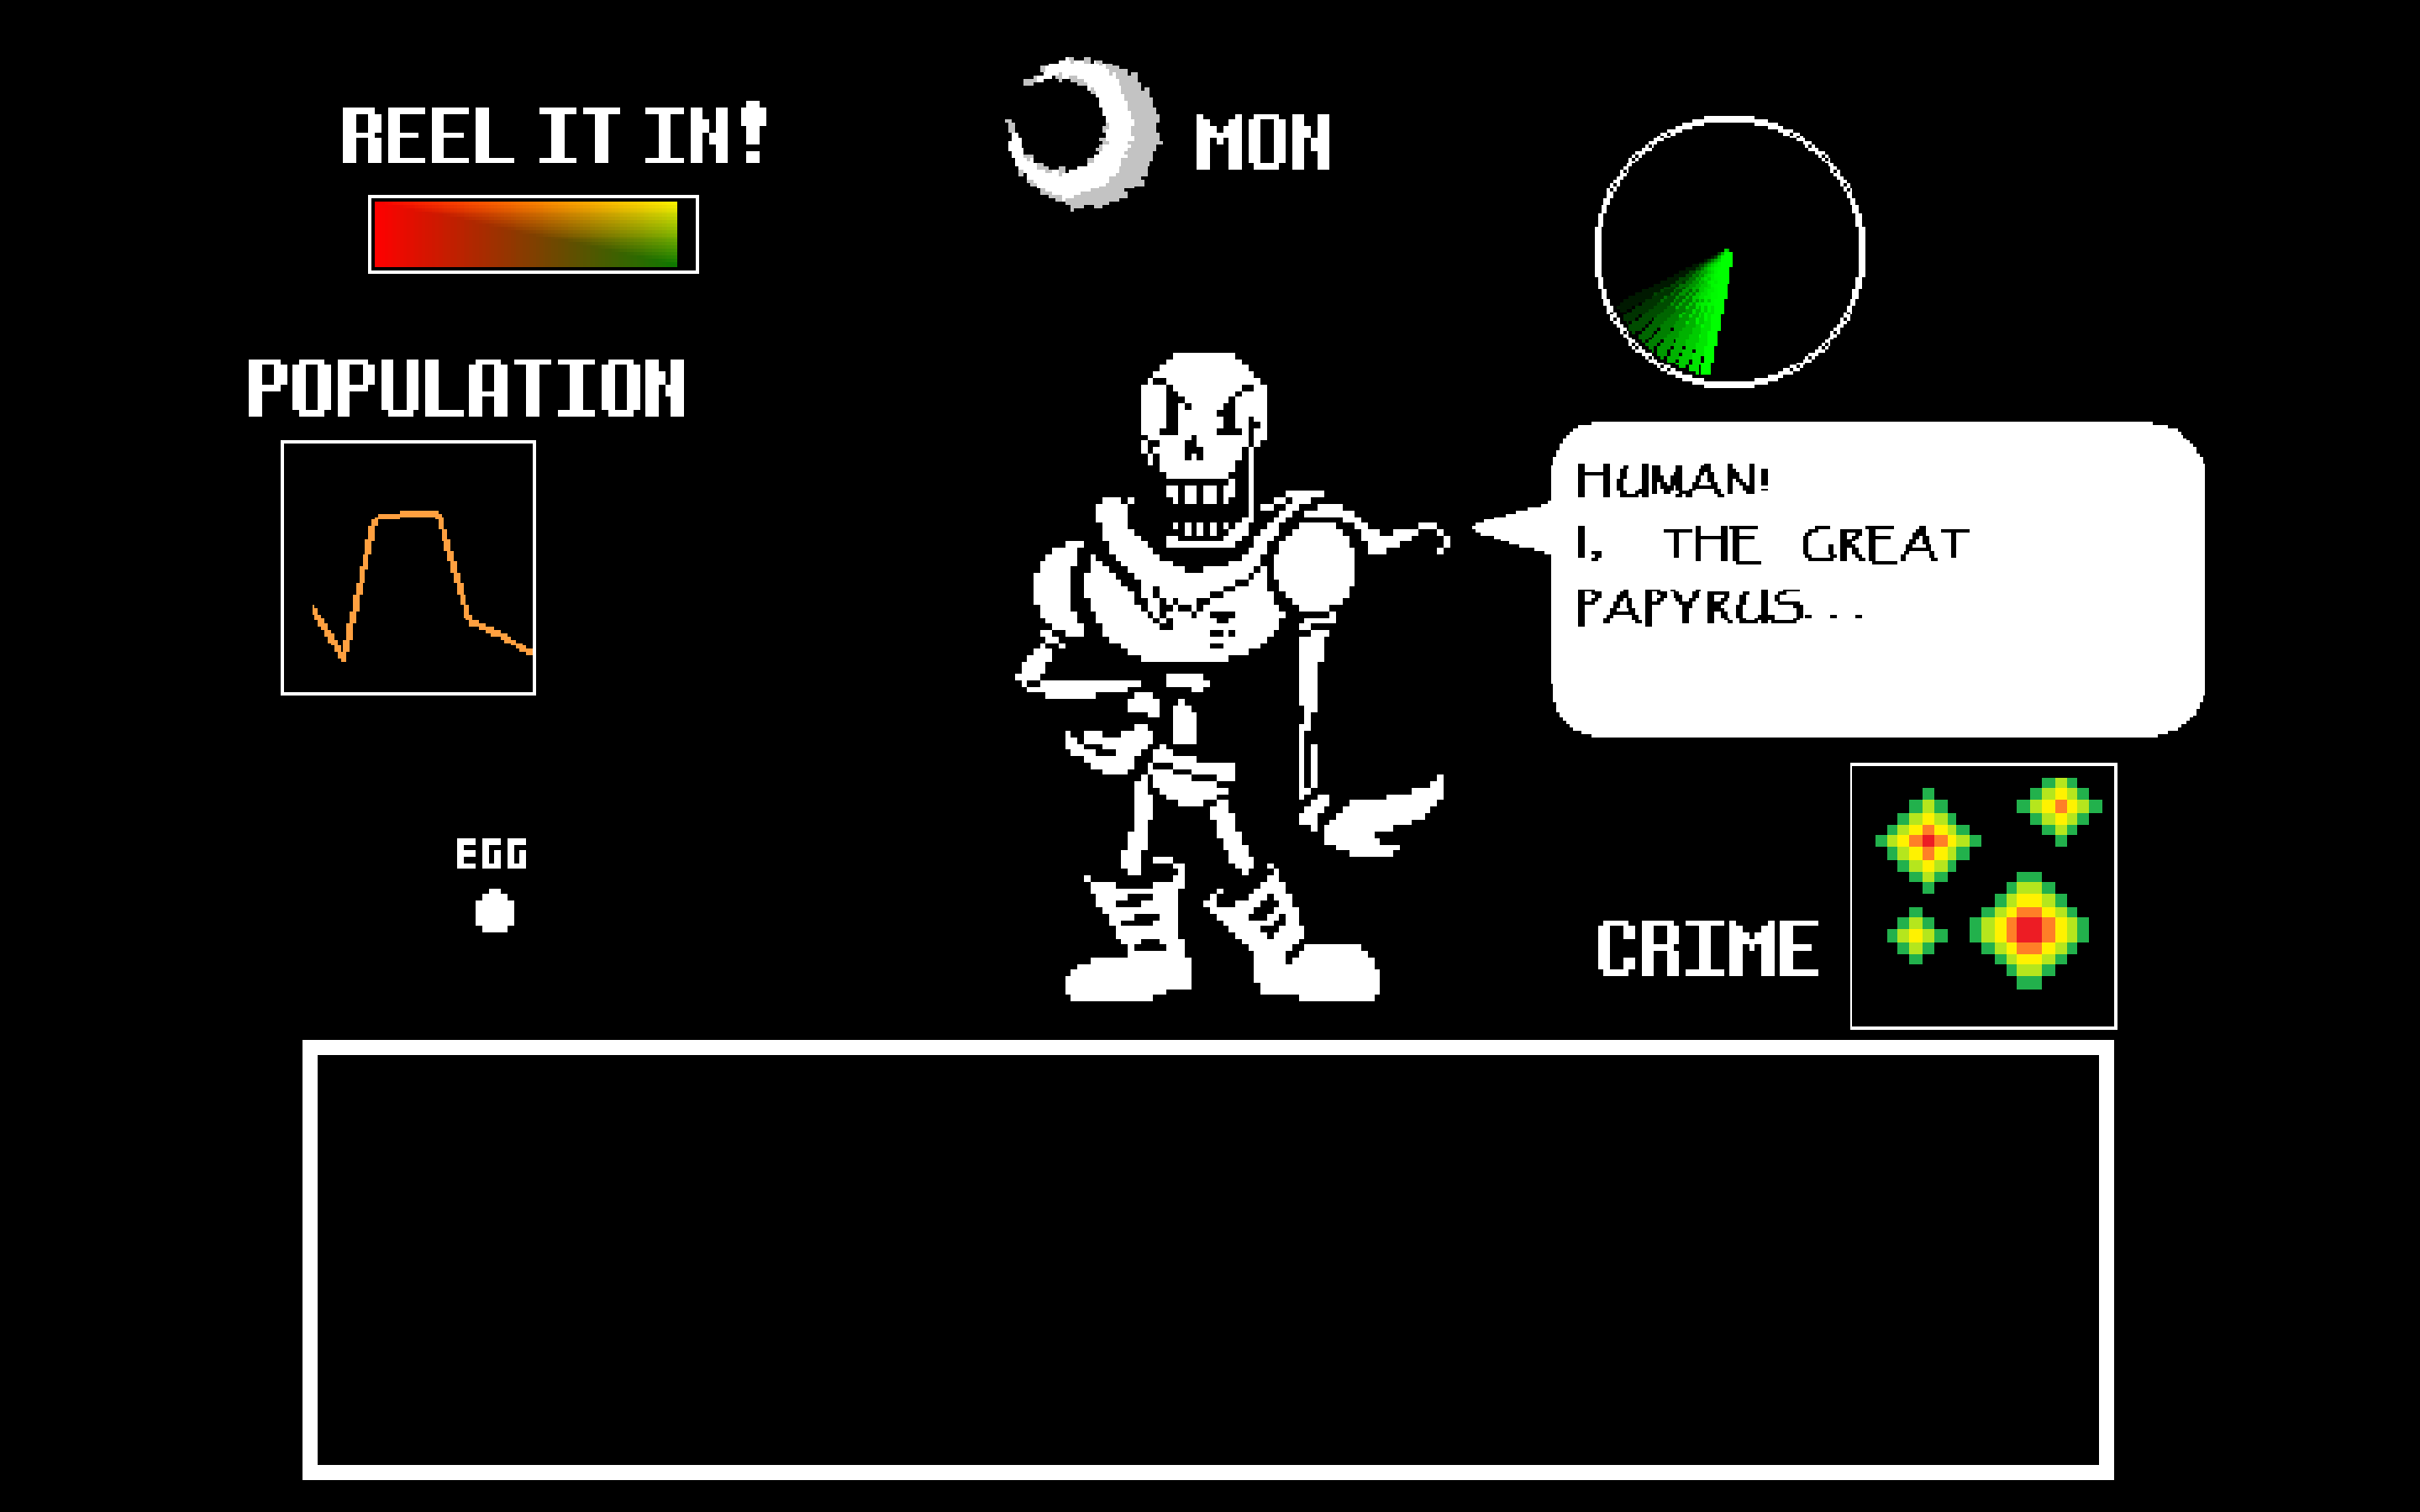 REEL IT IN!
MON
POPULATION
HUMAN!
I, THE GREAT
PAPYRUS...
EGG
CRIME